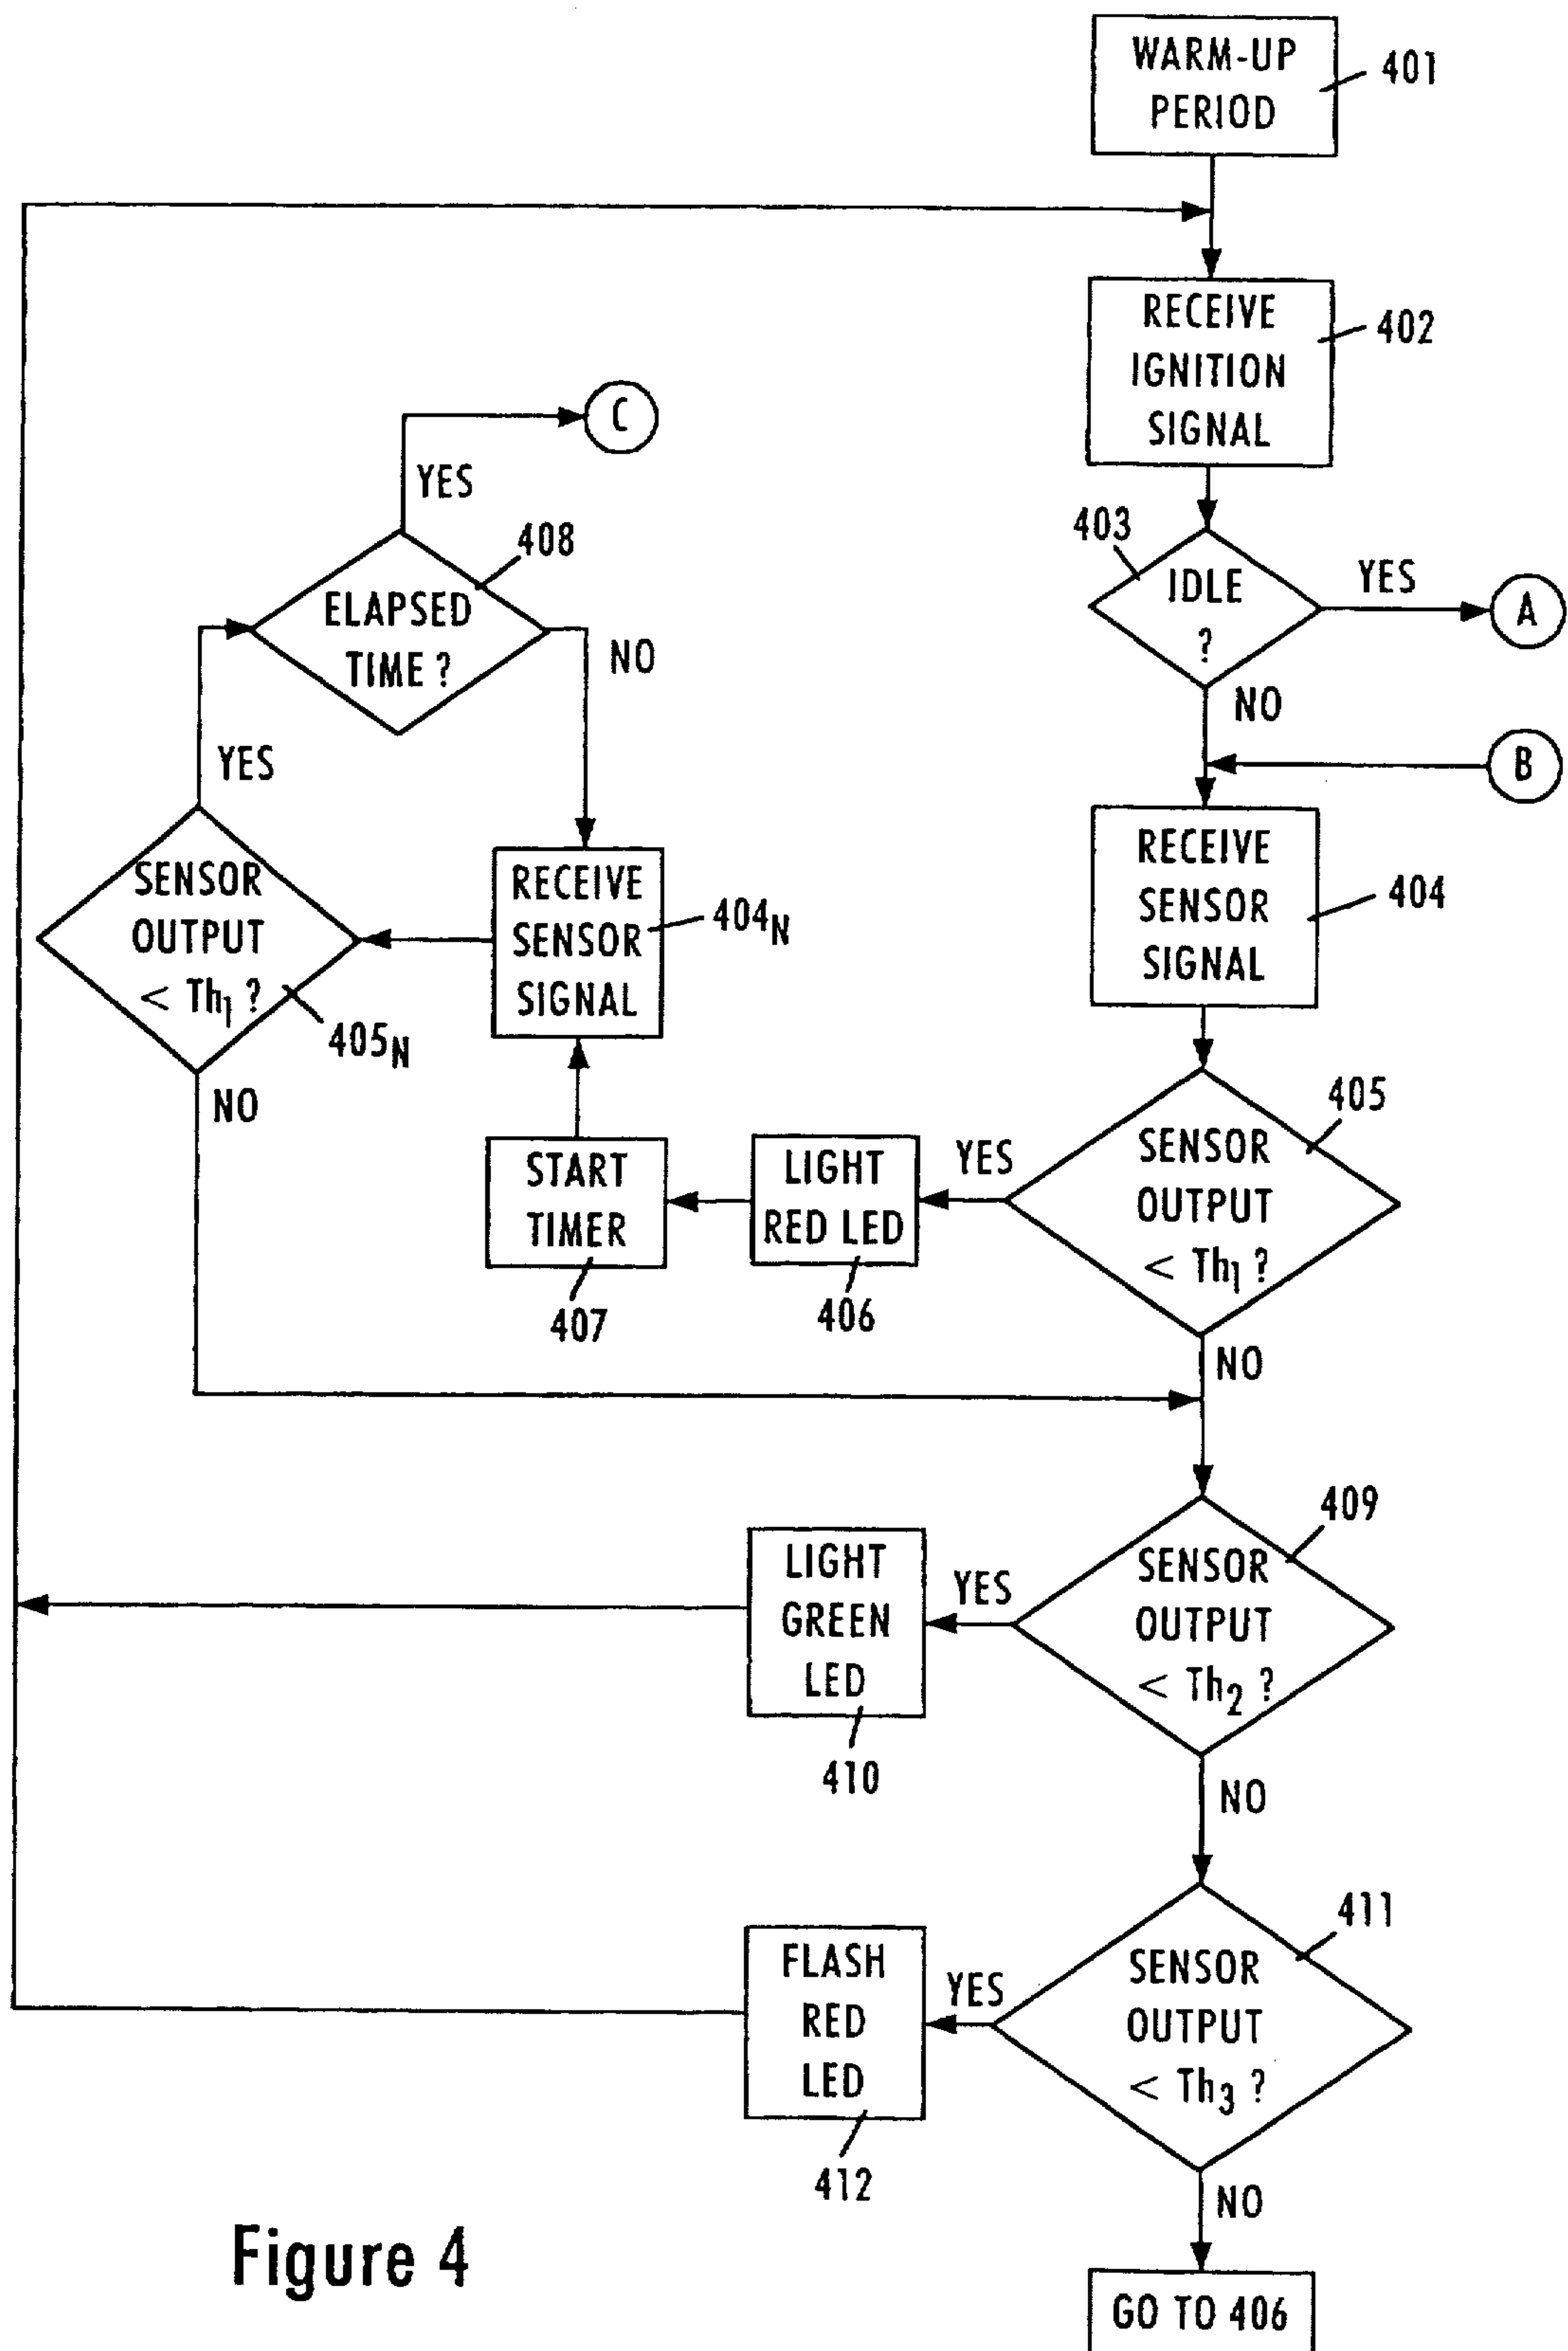 WARM-UP
PERIOD
401
RECEIVE
IGNITION
SIGNAL
402
C
YES
403
IDLE
?
YES
A
408
ELAPSED
TIME ?
NO
NO
B
YES
SENSOR
OUTPUT
< Th1 ?
405N
NO
RECEIVE
SENSOR
SIGNAL
404N
RECEIVE
SENSOR
SIGNAL
404
START
TIMER
407
LIGHT
RED LED
406
YES
SENSOR
OUTPUT
< Th1 ?
405
NO
LIGHT
GREEN
LED
410
YES
SENSOR
OUTPUT
< Th2 ?
409
NO
FLASH
RED
LED
412
YES
SENSOR
OUTPUT
< Th3 ?
411
NO
GO TO 406
Figure 4